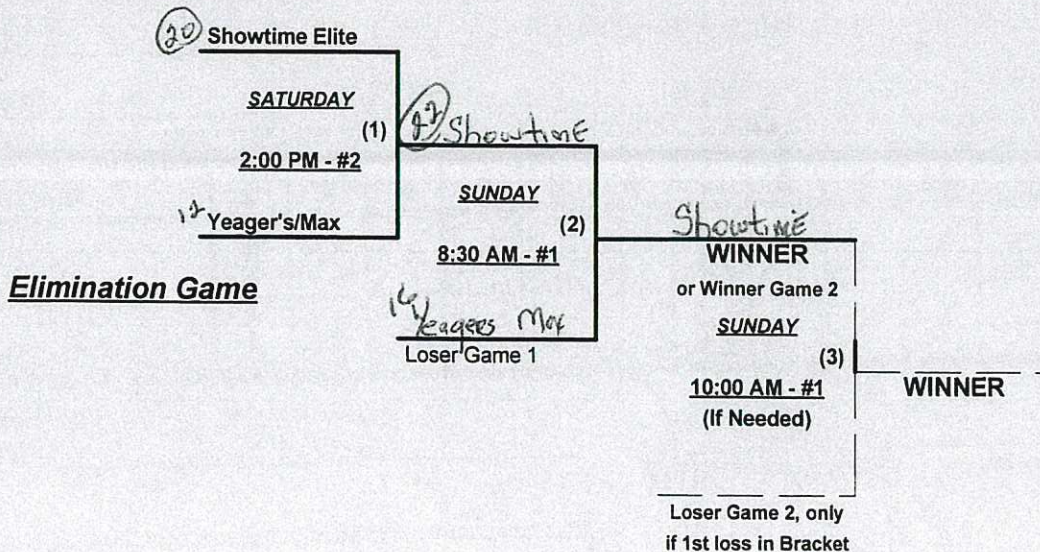 20 Showtime Elite
SATURDAY
(1)
22 Showtime
2:00 PM - #2
SUNDAY
12 Yeager's/Max
(2)
Showtime
8:30 AM - #1
WINNER
Elimination Game
or Winner Game 2
16 Yeagers Max
SUNDAY
Loser Game 1
(3)
10:00 AM - #1
WINNER
(If Needed)
Loser Game 2, only
if 1st loss in Bracket